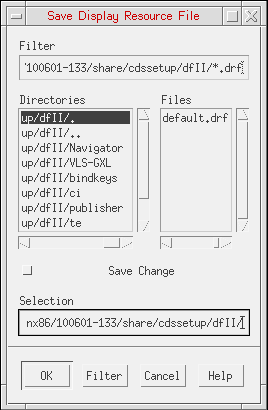 Save Display Resource File
Filter
'100601-133/share/cdssetup/dfII/*.drf
Directories
Files
up/dfII/.
default.drf
up/dfII/..
up/dfII/Navigator
up/dfII/VLS-GXL
up/dfII/bindkeys
up/dfII/ci
up/dfII/publisher
up/dfII/te
Save Change
Selection
nx86/100601-133/share/cdssetup/dfII/
OK
Filter
Cancel
Help